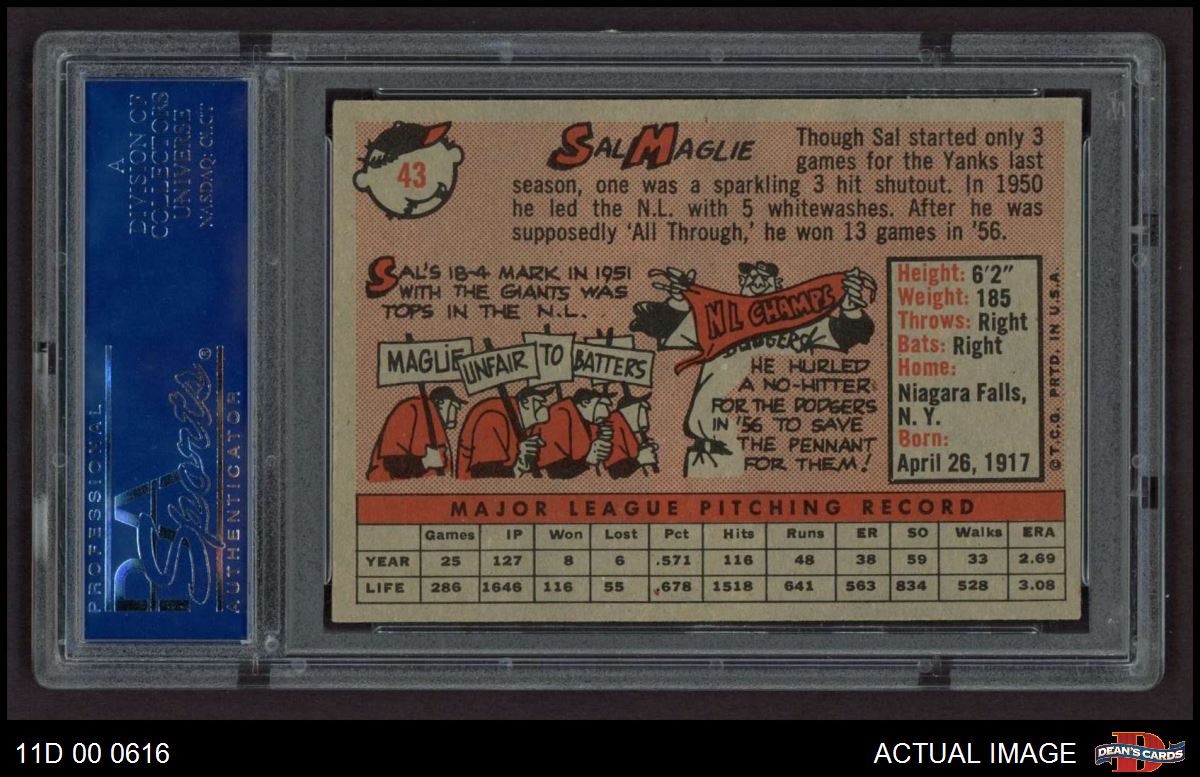 A
DIVISION OF
COLLECTORS
UNIVERSE
NASDAQ: CLCT
PROFESSIONAL
PSA
Sports®
AUTHENTICATOR
43
SAL MAGLIE
Though Sal started only 3
games for the Yanks last
season, one was a sparkling 3 hit shutout. In 1950
he led the N.L. with 5 whitewashes. After he was
supposedly 'All Through,' he won 13 games in '56.
SAL'S 18-4 MARK IN 1951
WITH THE GIANTS WAS
TOPS IN THE N.L.
MAGLIE UNFAIR TO BATTERS
NL CHAMPS
DODGERS
HE HURLED
A NO-HITTER
FOR THE DODGERS
IN '56 TO SAVE
THE PENNANT
FOR THEM!
Height: 6'2"
Weight: 185
Throws: Right
Bats: Right
Home:
Niagara Falls,
N. Y.
Born:
April 26, 1917
©T.C.G. PRTD. IN U.S.A.
MAJOR LEAGUE PITCHING RECORD
Games IP Won Lost Pct Hits Runs ER SO Walks ERA
YEAR 25 127 8 6 .571 116 48 38 59 33 2.69
LIFE 286 1646 116 55 .678 1518 641 563 834 528 3.08
11D 00 0616
ACTUAL IMAGE
DEAN'S CARDS